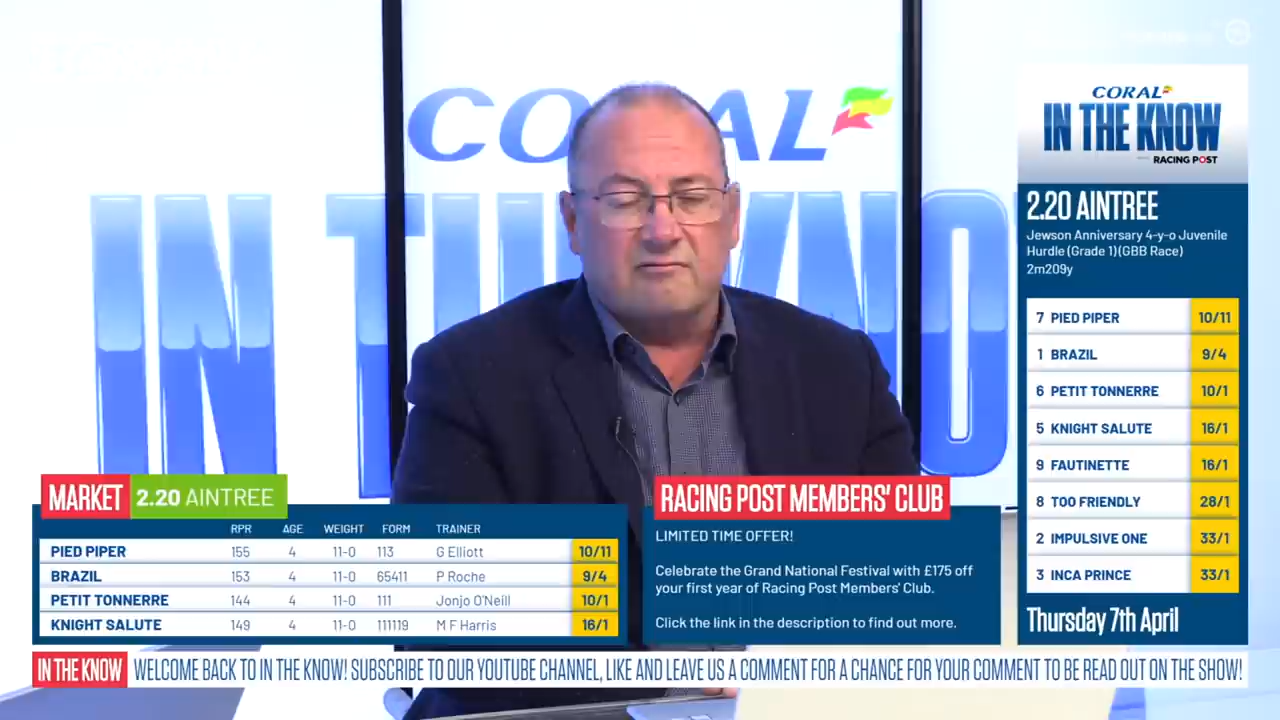 CORAL
IN THE KNOW
CORAL
IN THE KNOW
RACING POST
2.20 AINTREE
Jewson Anniversary 4-y-o Juvenile
Hurdle (Grade 1)(GBB Race)
2m209y
7 PIED PIPER 10/11
1 BRAZIL 9/4
6 PETIT TONNERRE 10/1
5 KNIGHT SALUTE 16/1
9 FAUTINETTE 16/1
8 TOO FRIENDLY 28/1
2 IMPULSIVE ONE 33/1
3 INCA PRINCE 33/1
Thursday 7th April
MARKET 2.20 AINTREE
RPR AGE WEIGHT FORM TRAINER
PIED PIPER 155 4 11-0 113 G Elliott 10/11
BRAZIL 153 4 11-0 65411 P Roche 9/4
PETIT TONNERRE 144 4 11-0 111 Jonjo O'Neill 10/1
KNIGHT SALUTE 149 4 11-0 111119 M F Harris 16/1
RACING POST MEMBERS' CLUB
LIMITED TIME OFFER!
Celebrate the Grand National Festival with £175 off
your first year of Racing Post Members' Club.
Click the link in the description to find out more.
IN THE KNOW WELCOME BACK TO IN THE KNOW! SUBSCRIBE TO OUR YOUTUBE CHANNEL, LIKE AND LEAVE US A COMMENT FOR A CHANCE FOR YOUR COMMENT TO BE READ OUT ON THE SHOW!